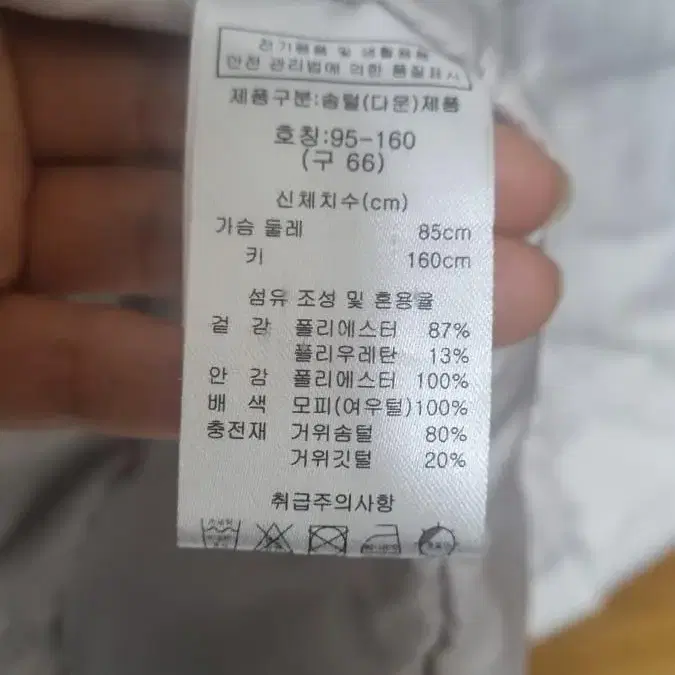 전기용품 및 생활용품
안전 관리법에 의한 품질표시
제품구분:솜털(다운)제품
호칭:95-160
(구 66)
신체치수(cm)
가슴 둘레 85cm
키 160cm
섬유 조성 및 혼용율
겉 감 폴리에스터 87%
폴리우레탄 13%
안 감 폴리에스터 100%
배 색 모피(여우털)100%
충전재 거위솜털 80%
거위깃털 20%
취급주의사항